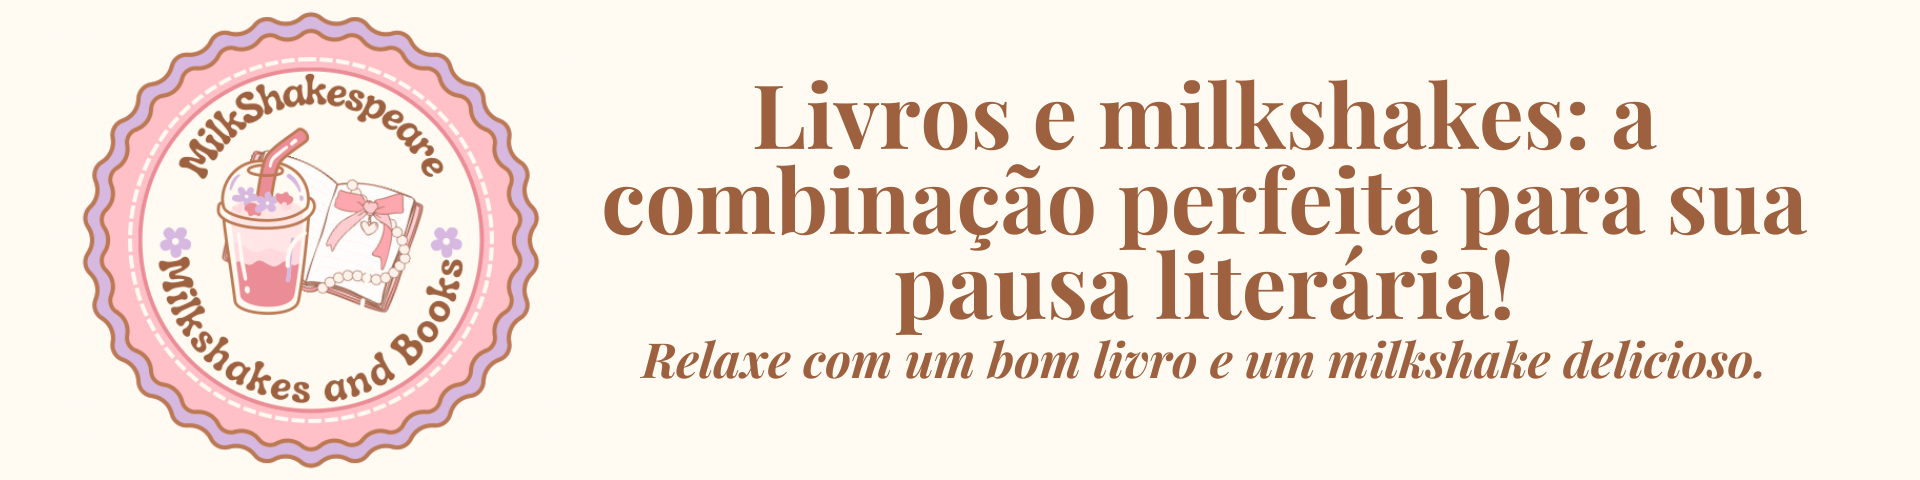 MilkShakespeare
Milkshakes and Books
Livros e milkshakes: a
combinação perfeita para sua
pausa literária!
Relaxe com um bom livro e um milkshake delicioso.